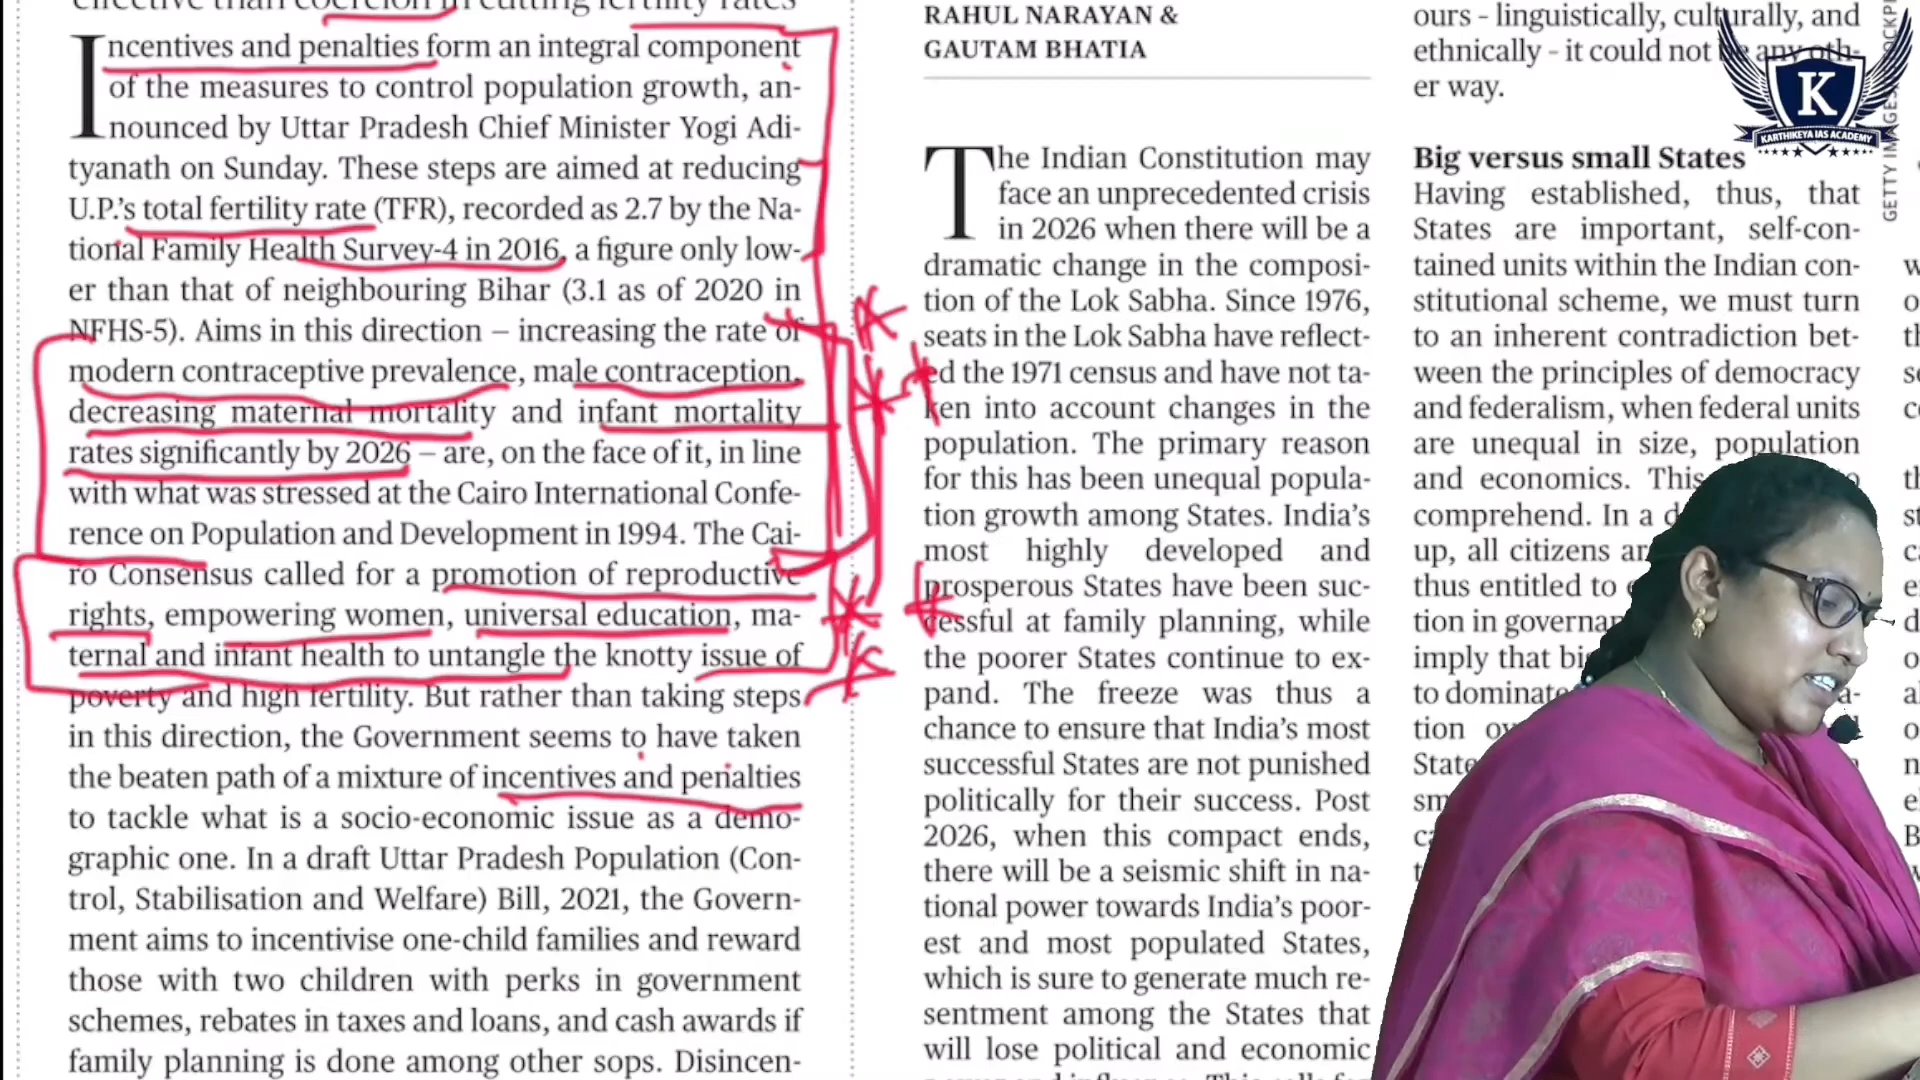 effective than coercion in cutting fertility rates
Incentives and penalties form an integral component
of the measures to control population growth, an-
nounced by Uttar Pradesh Chief Minister Yogi Adi-
tyanath on Sunday. These steps are aimed at reducing
U.P.’s total fertility rate (TFR), recorded as 2.7 by the Na-
tional Family Health Survey-4 in 2016, a figure only low-
er than that of neighbouring Bihar (3.1 as of 2020 in
NFHS-5). Aims in this direction – increasing the rate of
modern contraceptive prevalence, male contraception,
decreasing maternal mortality and infant mortality
rates significantly by 2026 – are, on the face of it, in line
with what was stressed at the Cairo International Confe-
rence on Population and Development in 1994. The Cai-
ro Consensus called for a promotion of reproductive
rights, empowering women, universal education, ma-
ternal and infant health to untangle the knotty issue of
poverty and high fertility. But rather than taking steps
in this direction, the Government seems to have taken
the beaten path of a mixture of incentives and penalties
to tackle what is a socio-economic issue as a demo-
graphic one. In a draft Uttar Pradesh Population (Con-
trol, Stabilisation and Welfare) Bill, 2021, the Govern-
ment aims to incentivise one-child families and reward
those with two children with perks in government
schemes, rebates in taxes and loans, and cash awards if
family planning is done among other sops. Disincen-
RAHUL NARAYAN &
GAUTAM BHATIA
The Indian Constitution may
face an unprecedented crisis
in 2026 when there will be a
dramatic change in the composi-
tion of the Lok Sabha. Since 1976,
seats in the Lok Sabha have reflect-
ed the 1971 census and have not ta-
ken into account changes in the
population. The primary reason
for this has been unequal popula-
tion growth among States. India’s
most highly developed and
prosperous States have been suc-
cessful at family planning, while
the poorer States continue to ex-
pand. The freeze was thus a
chance to ensure that India’s most
successful States are not punished
politically for their success. Post
2026, when this compact ends,
there will be a seismic shift in na-
tional power towards India’s poor-
est and most populated States,
which is sure to generate much re-
sentment among the States that
will lose political and economic
ours - linguistically, culturally, and
ethnically - it could not be any oth-
er way.
Big versus small States
Having established, thus, that
States are important, self-con-
tained units within the Indian con-
stitutional scheme, we must turn
to an inherent contradiction bet-
ween the principles of democracy
and federalism, when federal units
are unequal in size, population
and economics. This
comprehend. In a
up, all citizens
thus entitled to
tion in
imply that
to dominate
tion
State
GETTY IMAGES
K
KARTHIKEYA IAS ACADEMY